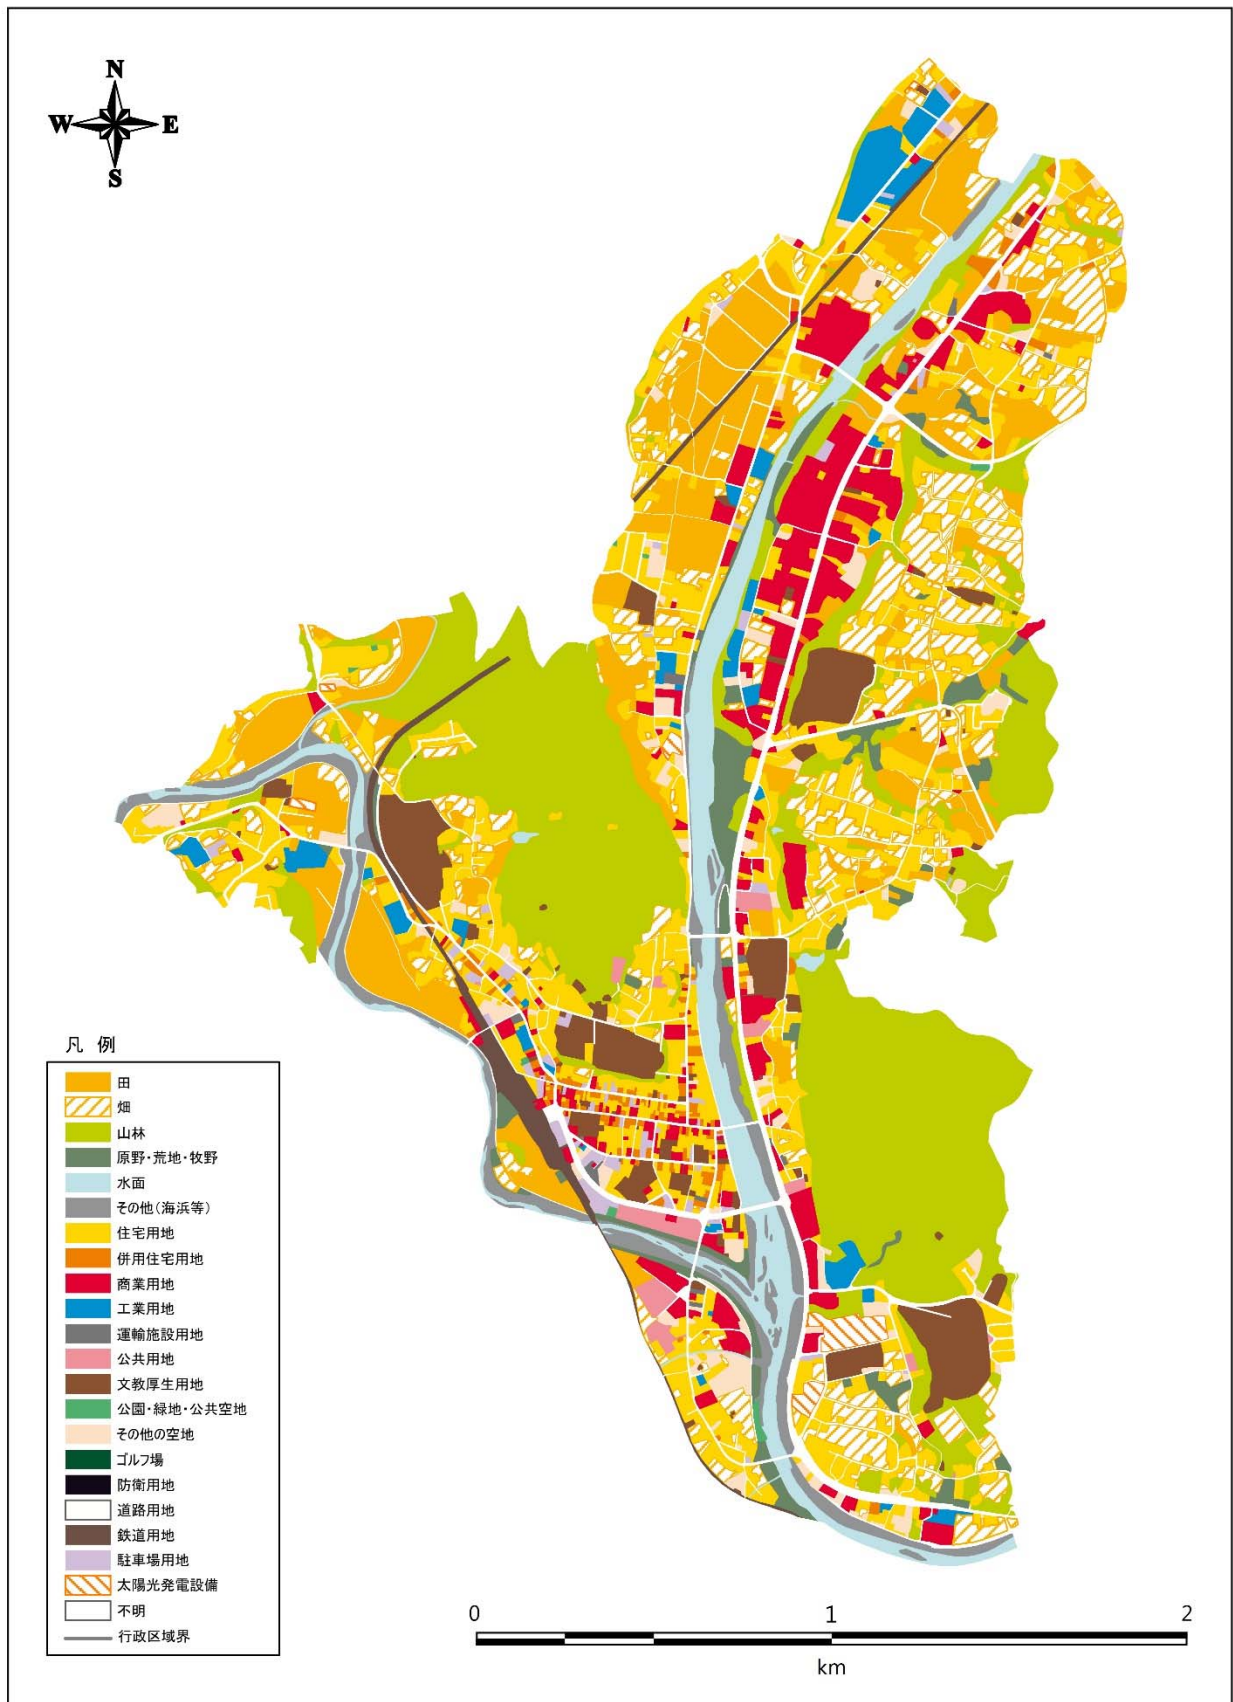 N
W E
S
凡 例
田
畑
山林
原野・荒地・牧野
水面
その他(海浜等)
住宅用地
併用住宅用地
商業用地
工業用地
運輸施設用地
公共用地
文教厚生用地
公園・緑地・公共空地
その他の空地
ゴルフ場
防衛用地
道路用地
鉄道用地
駐車場用地
太陽光発電設備
不明
行政区域界
0 1 2
km